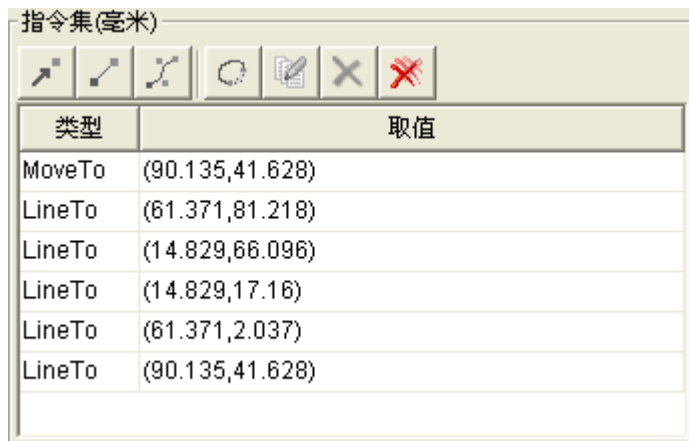 指令集(毫米)
类型 取值
MoveTo (90.135,41.628)
LineTo (61.371,81.218)
LineTo (14.829,66.096)
LineTo (14.829,17.16)
LineTo (61.371,2.037)
LineTo (90.135,41.628)